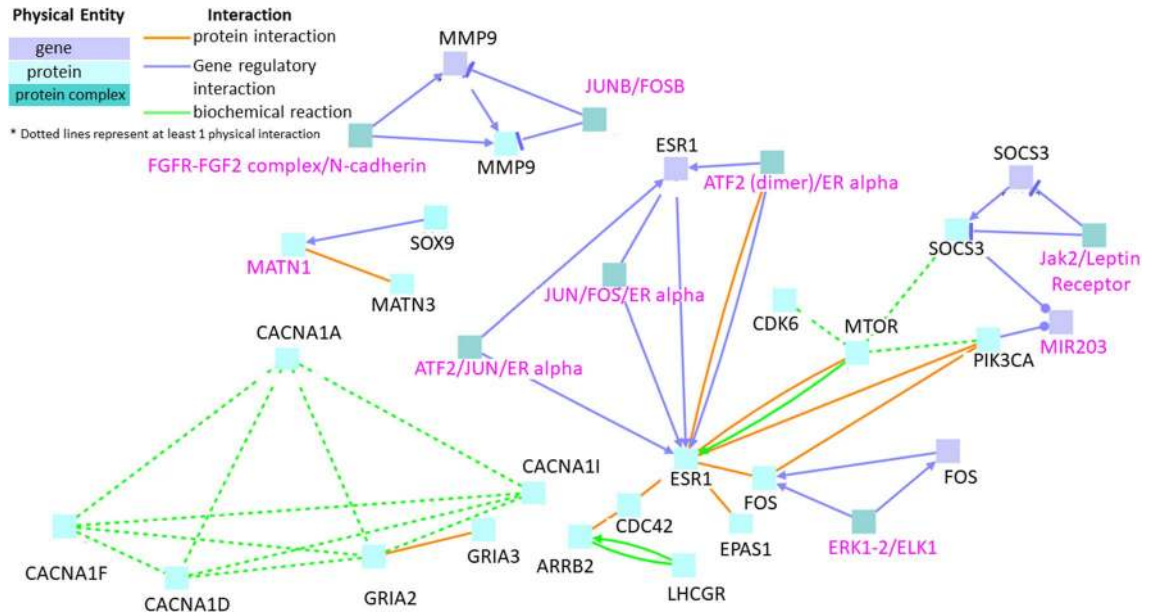 Physical Entity
gene
protein
protein complex
Interaction
protein interaction
Gene regulatory
interaction
biochemical reaction
* Dotted lines represent at least 1 physical interaction
MMP9
JUNB/FOSB
FGFR-FGF2 complex/N-cadherin
MMP9
ESR1
ATF2 (dimer)/ER alpha
SOCS3
SOCS3
Jak2/Leptin
Receptor
SOX9
MATN1
MATN3
JUN/FOS/ER alpha
CDK6
MTOR
PIK3CA
MIR203
CACNA1A
ATF2/JUN/ER alpha
CACNA1I
ESR1
FOS
FOS
CDC42
EPAS1
ERK1-2/ELK1
GRIA3
ARRB2
LHCGR
CACNA1F
CACNA1D
GRIA2